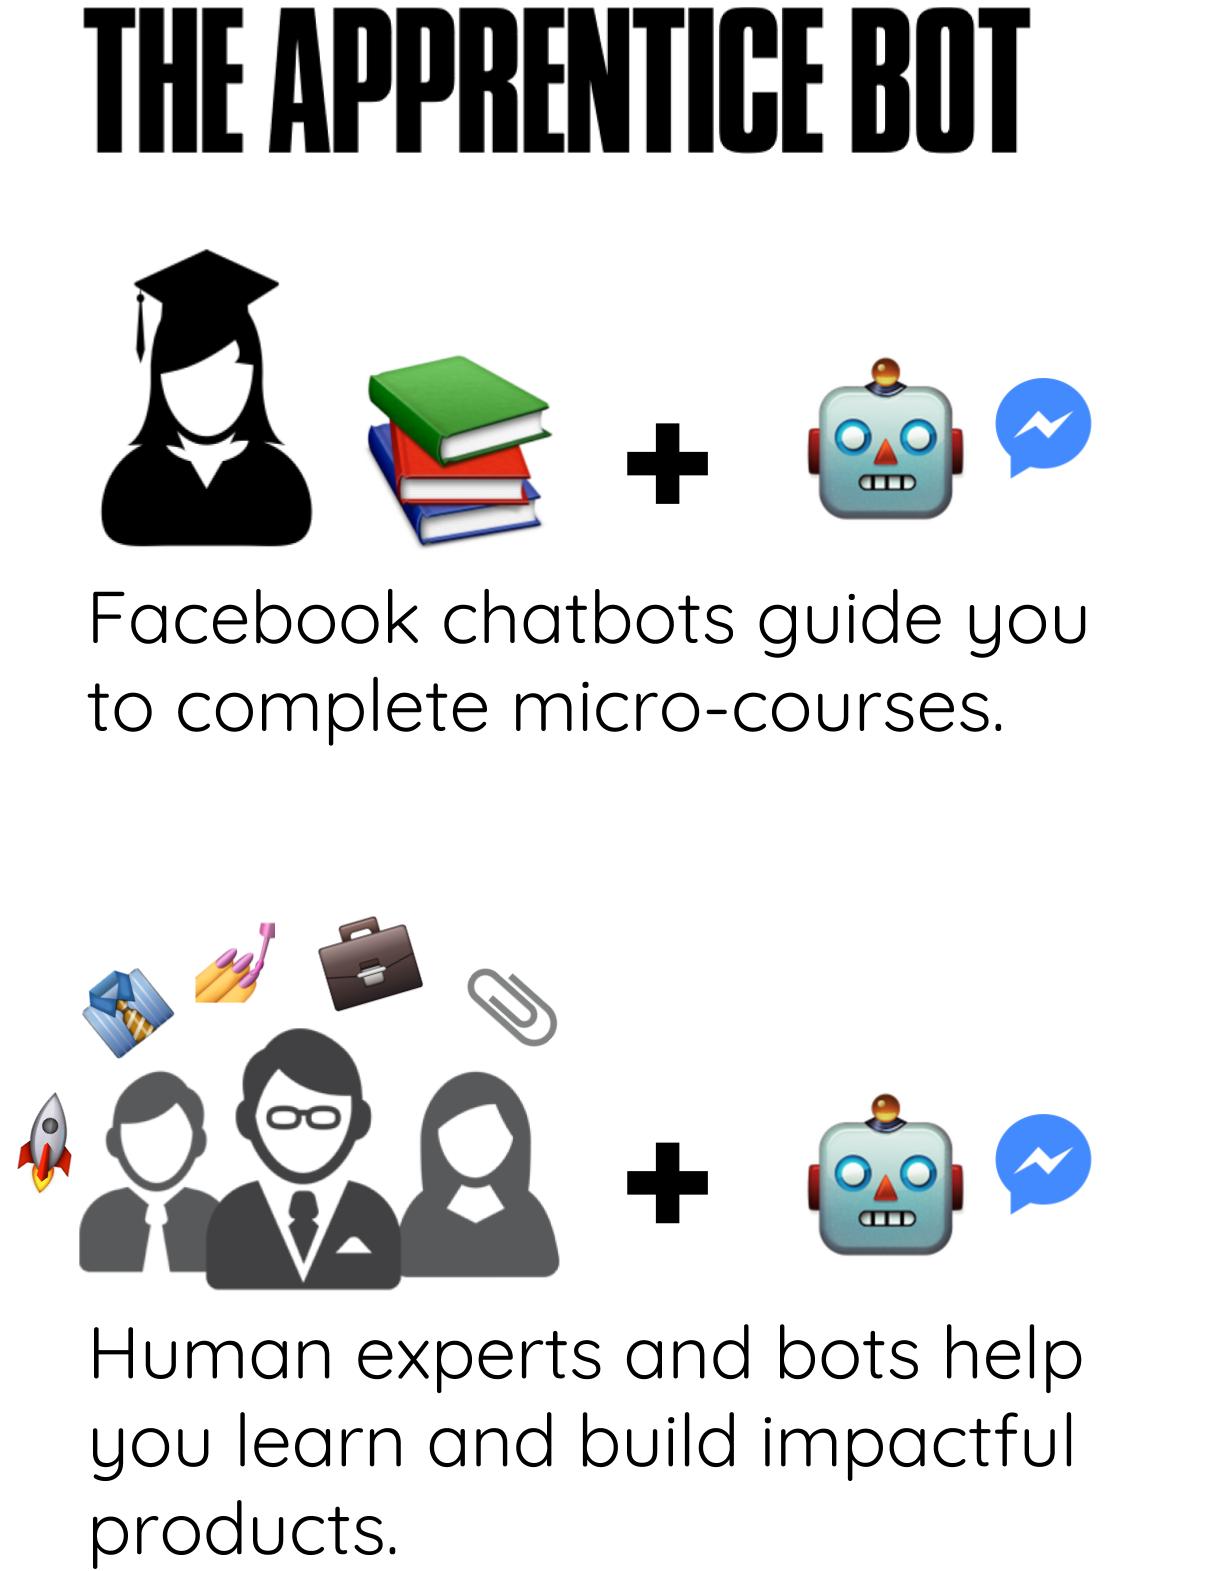 THE APPRENTICE BOT
Facebook chatbots guide you
to complete micro-courses.
Human experts and bots help
you learn and build impactful
products.